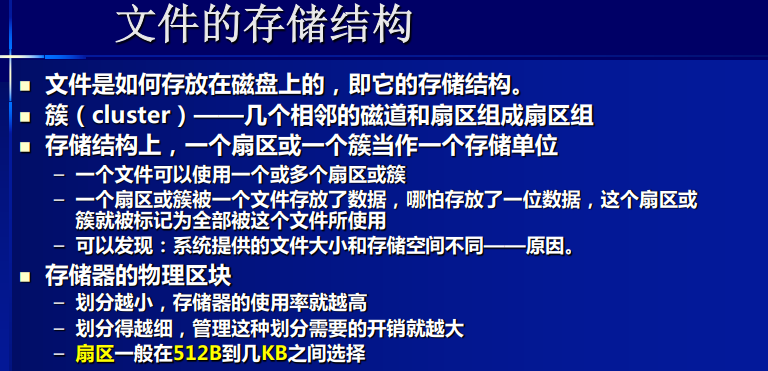 文件的存储结构
文件是如何存放在磁盘上的，即它的存储结构。
簇（cluster）——几个相邻的磁道和扇区组成扇区组
存储结构上，一个扇区或一个簇当作一个存储单位
– 一个文件可以使用一个或多个扇区或簇
– 一个扇区或簇被一个文件存放了数据，哪怕存放了一位数据，这个扇区或
簇就被标记为全部被这个文件所使用
– 可以发现：系统提供的文件大小和存储空间不同——原因。
存储器的物理区块
– 划分越小，存储器的使用率就越高
– 划分得越细，管理这种划分需要的开销就越大
– 扇区一般在512B到几KB之间选择